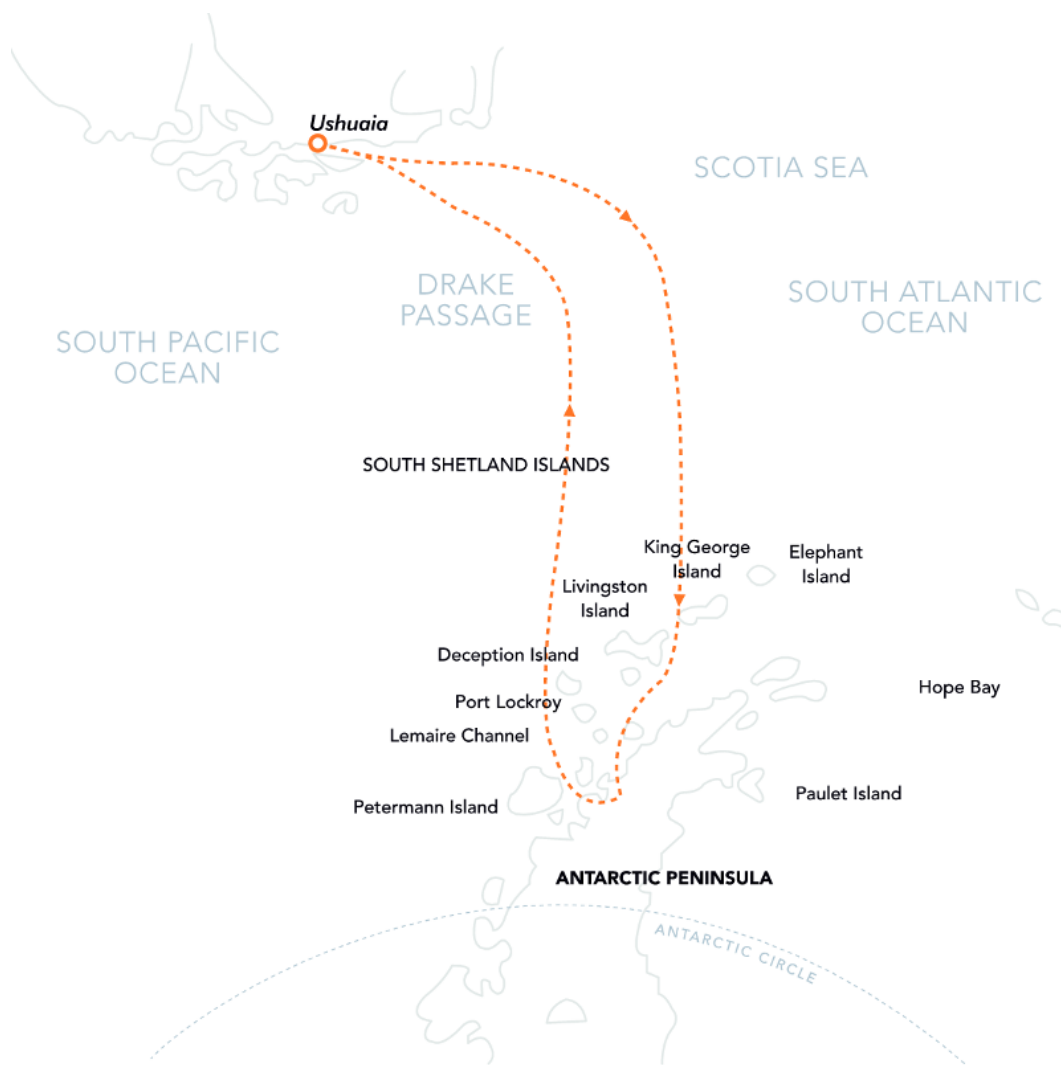 Ushuaia
SCOTIA SEA
DRAKE
PASSAGE
SOUTH ATLANTIC
OCEAN
SOUTH PACIFIC
OCEAN
SOUTH SHETLAND ISLANDS
King George
Island
Elephant
Island
Livingston
Island
Deception Island
Port Lockroy
Hope Bay
Lemaire Channel
Petermann Island
Paulet Island
ANTARCTIC PENINSULA
ANTARCTIC CIRCLE